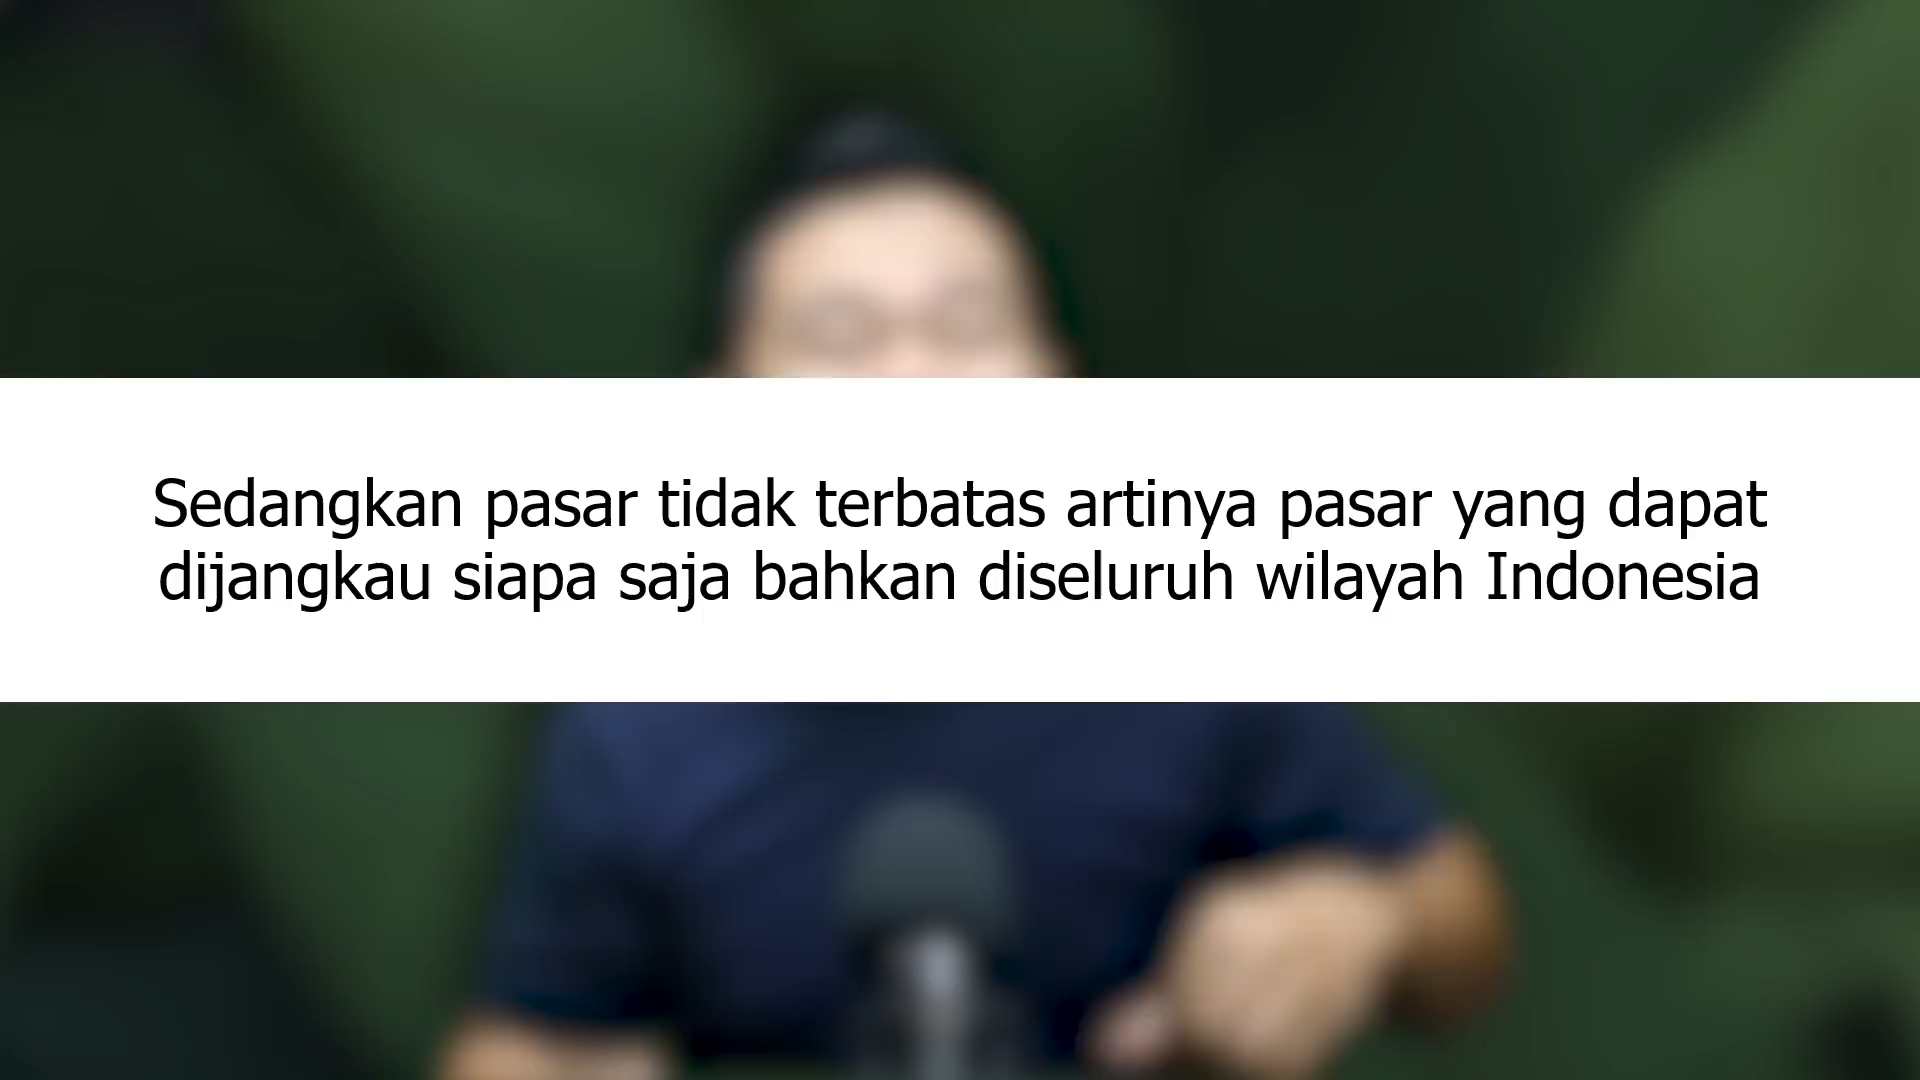 Sedangkan pasar tidak terbatas artinya pasar yang dapat
dijangkau siapa saja bahkan diseluruh wilayah Indonesia